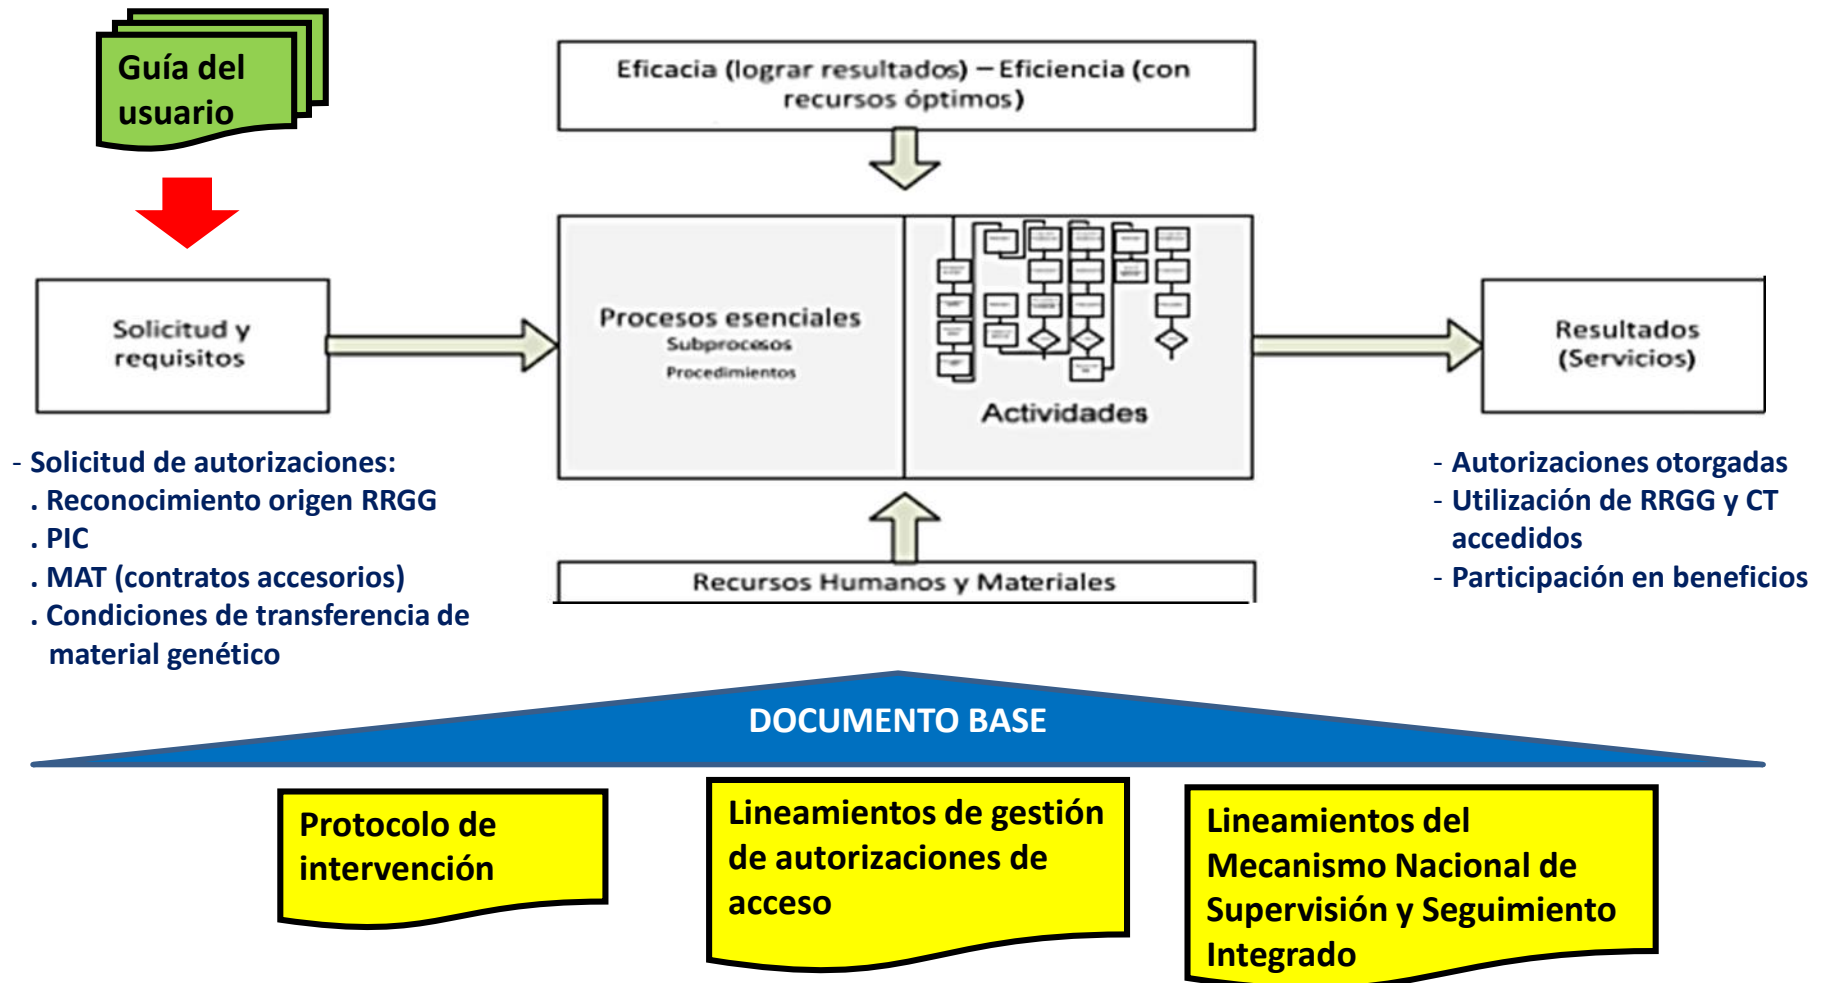 Guía del
usuario
Eficacia (lograr resultados) – Eficiencia (con
recursos óptimos)
Solicitud y
requisitos
Procesos esenciales
Subprocesos
Procedimientos
Actividades
Resultados
(Servicios)
- Solicitud de autorizaciones:
. Reconocimiento origen RRGG
. PIC
. MAT (contratos accesorios)
. Condiciones de transferencia de
material genético
Recursos Humanos y Materiales
- Autorizaciones otorgadas
- Utilización de RRGG y CT
accedidos
- Participación en beneficios
DOCUMENTO BASE
Protocolo de
intervención
Lineamientos de gestión
de autorizaciones de
acceso
Lineamientos del
Mecanismo Nacional de
Supervisión y Seguimiento
Integrado